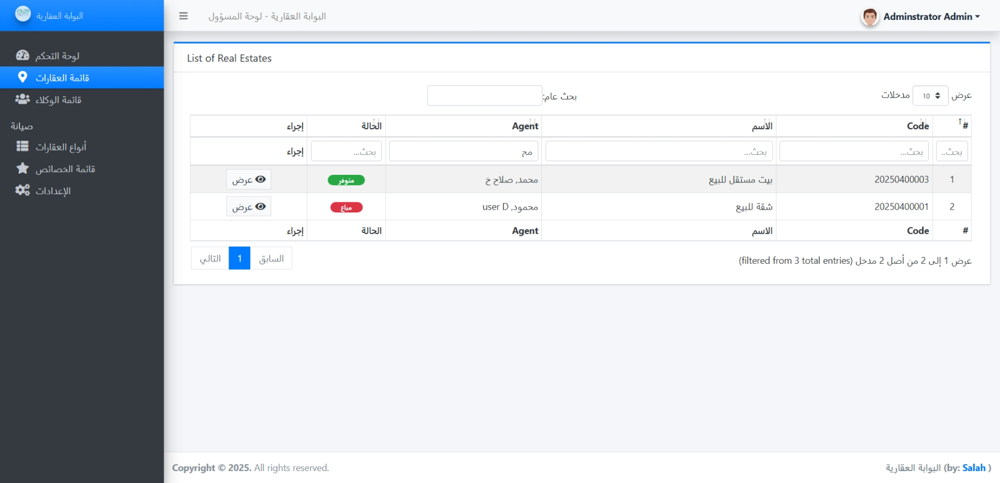 البوابة العقارية
البوابة العقارية - لوحة المسؤول
Adminstrator Admin
لوحة التحكم
قائمة العقارات
قائمة الوكلاء
صيانة
أنواع العقارات
قائمة الخصائص
الإعدادات
List of Real Estates
عرض 10 مدخلات
بحث عام:
# Code الاسم Agent الحالة إجراء
بحث.. بحث... بحث... مح بحث... إجراء
1 20250400003 بيت مستقل للبيع محمد, صلاح خ متوفر عرض
2 20250400001 شقة للبيع محمود, user D مباع عرض
# Code الاسم Agent الحالة إجراء
عرض 1 إلى 2 من أصل 2 مدخل (filtered from 3 total entries)
السابق 1 التالي
Copyright © 2025. All rights reserved.
البوابة العقارية (by: Salah )